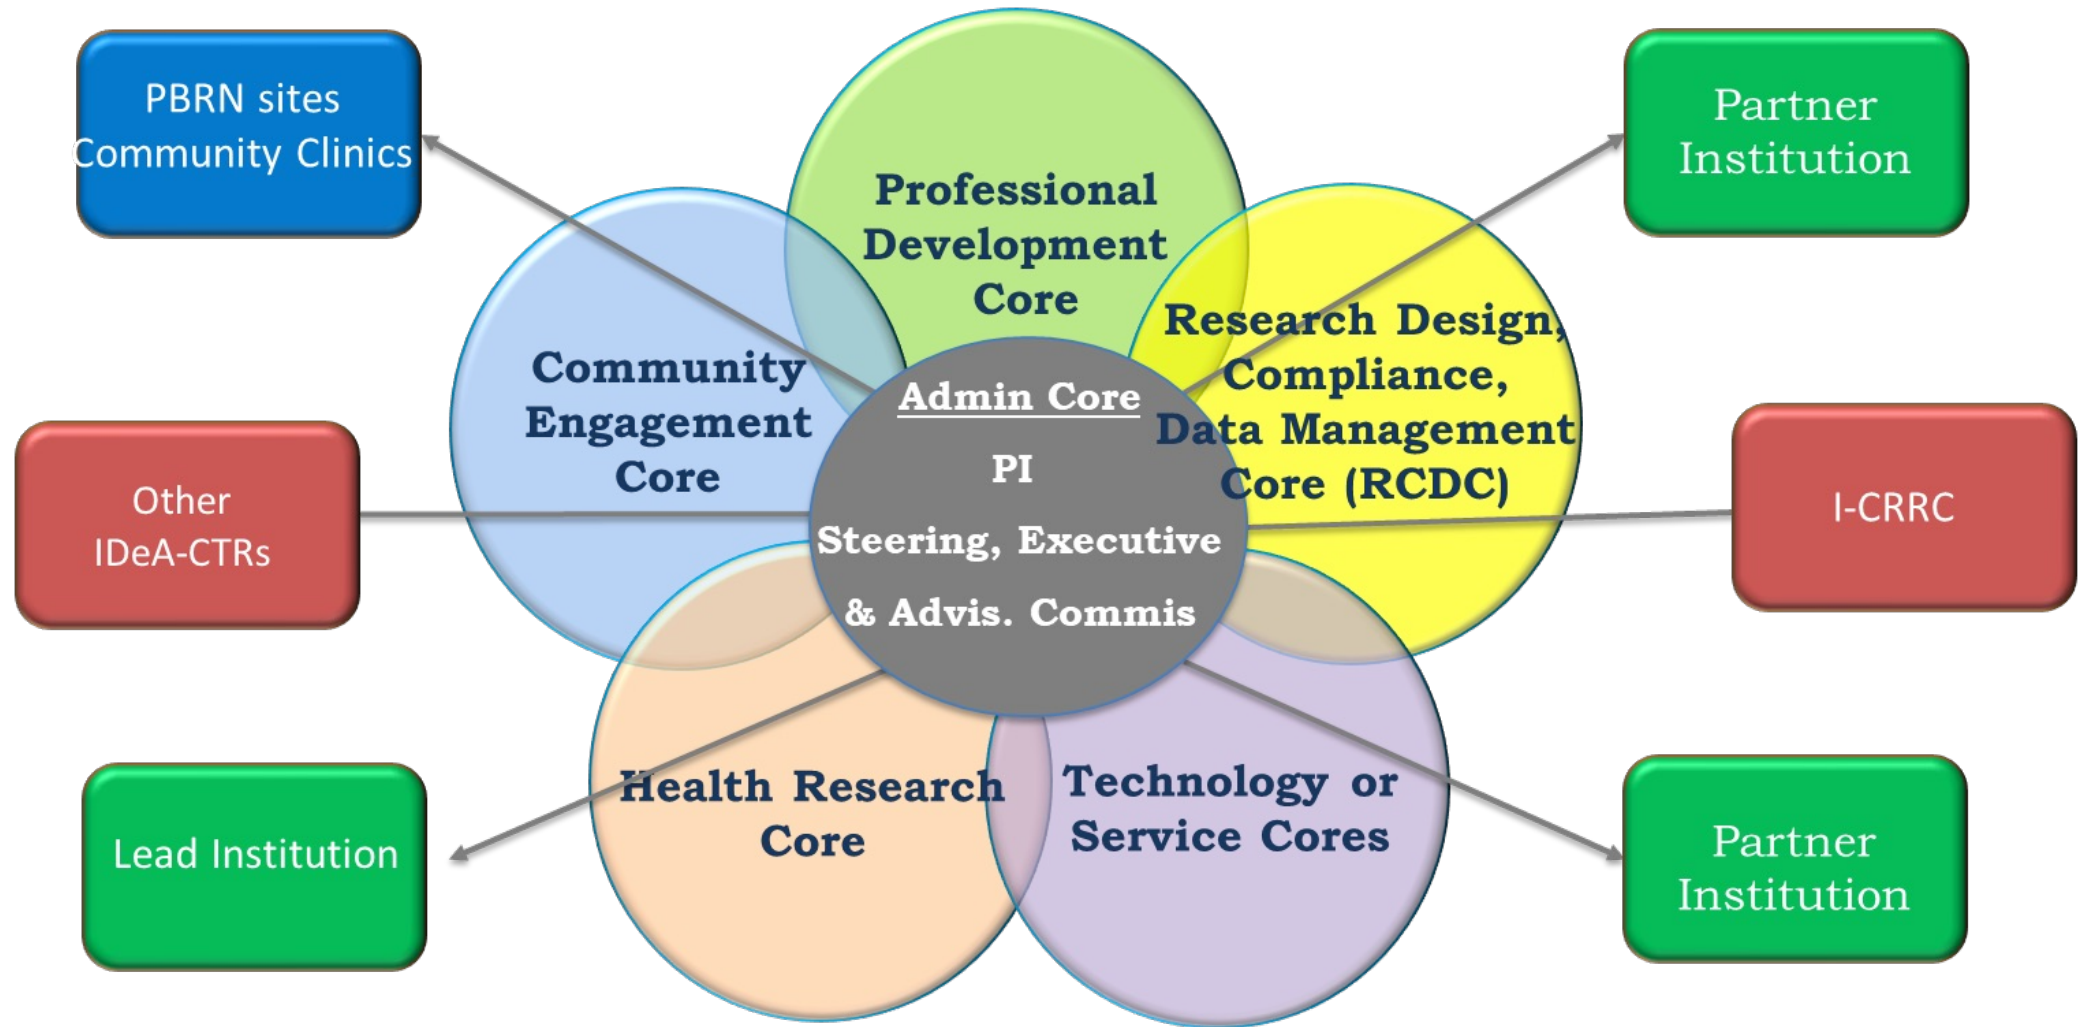 PBRN sites
Community Clinics
Professional
Development
Core
Partner
Institution
Community
Engagement
Core
Research Design,
Compliance,
Data Management
Core (RCDC)
Admin Core
PI
Steering, Executive
& Advis. Commis
Other
IDeA-CTRs
I-CRRC
Lead Institution
Health Research
Core
Technology or
Service Cores
Partner
Institution